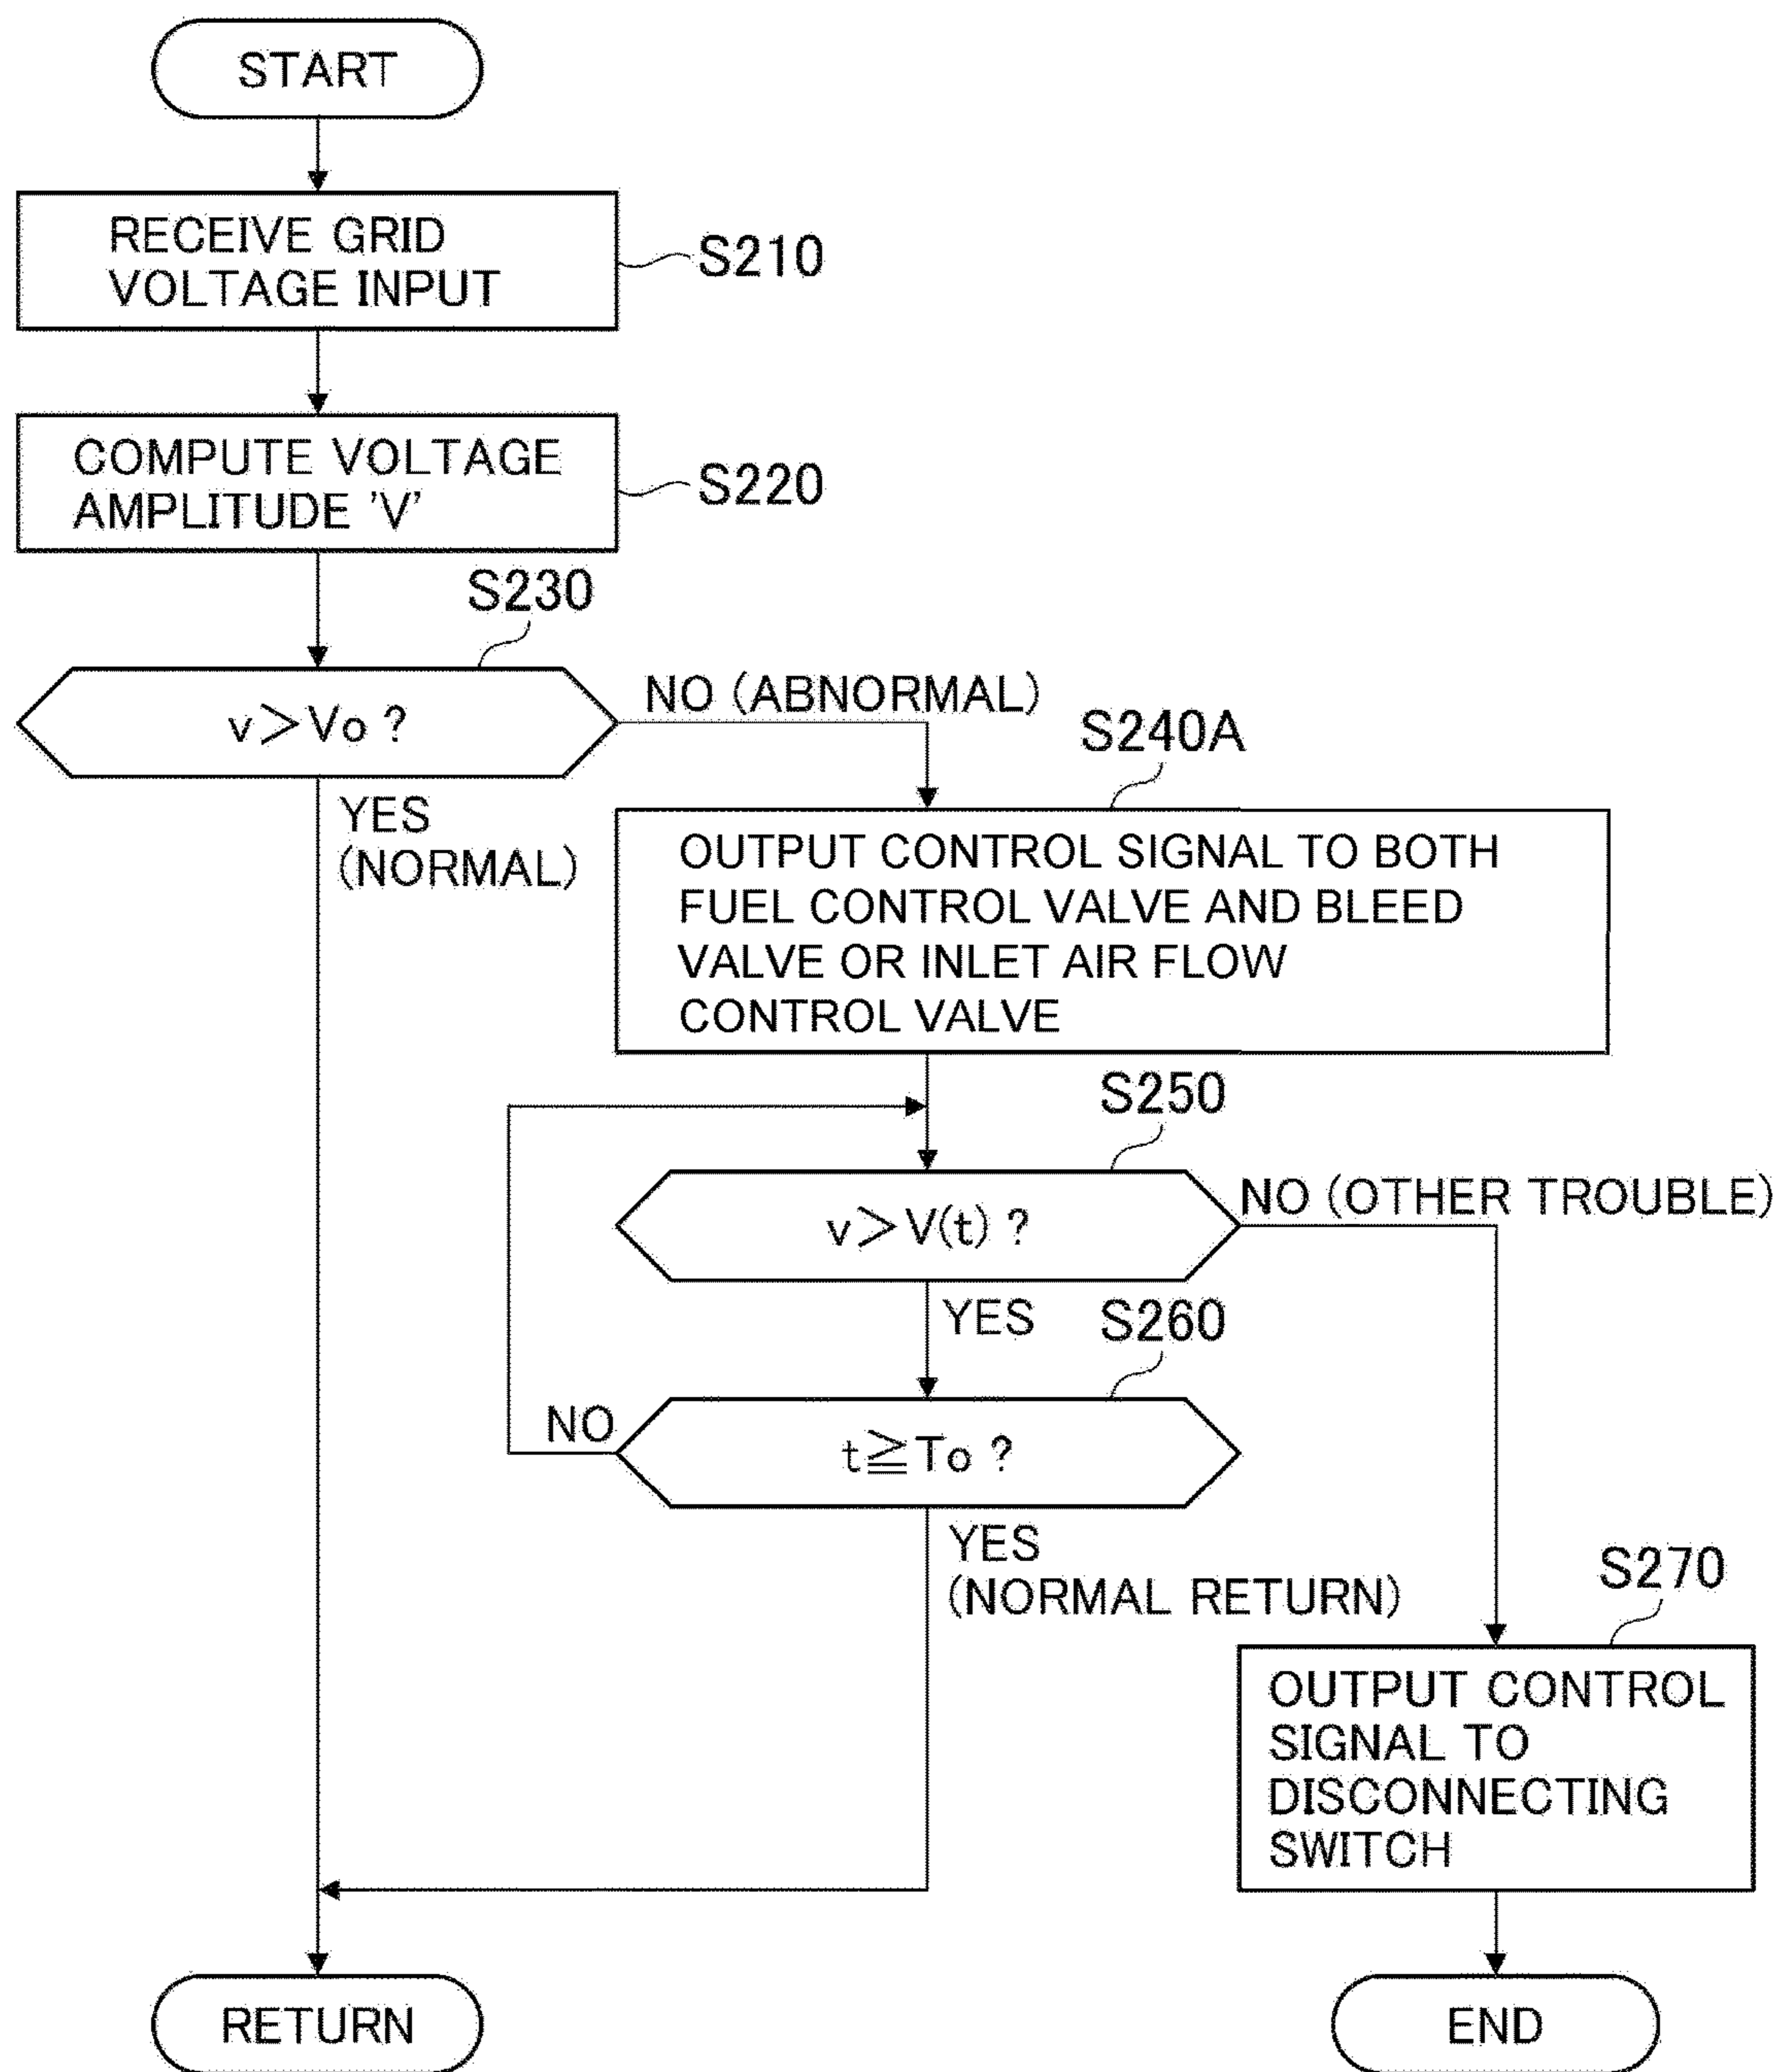 START
RECEIVE GRID
VOLTAGE INPUT
S210
COMPUTE VOLTAGE
AMPLITUDE 'V'
S220
S230
v>Vo ?
NO (ABNORMAL)
YES
(NORMAL)
S240A
OUTPUT CONTROL SIGNAL TO BOTH
FUEL CONTROL VALVE AND BLEED
VALVE OR INLET AIR FLOW
CONTROL VALVE
S250
v>V(t) ?
NO (OTHER TROUBLE)
YES
S260
NO
t≧To ?
YES
(NORMAL RETURN)
S270
OUTPUT CONTROL
SIGNAL TO
DISCONNECTING
SWITCH
RETURN
END